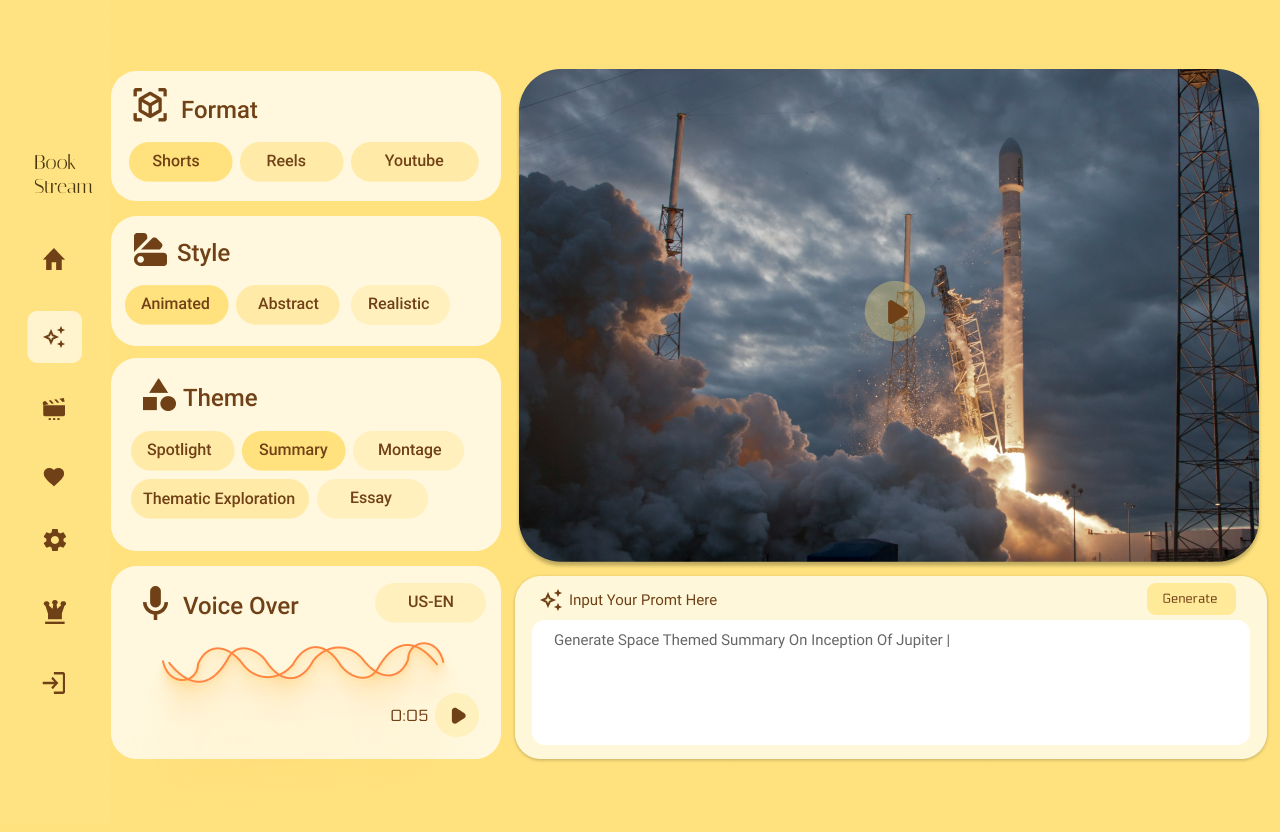 Book
Stream
Format
Shorts Reels Youtube
Style
Animated Abstract Realistic
Theme
Spotlight Summary Montage
Thematic Exploration Essay
Voice Over US-EN
0:05
Input Your Promt Here Generate
Generate Space Themed Summary On Inception Of Jupiter |